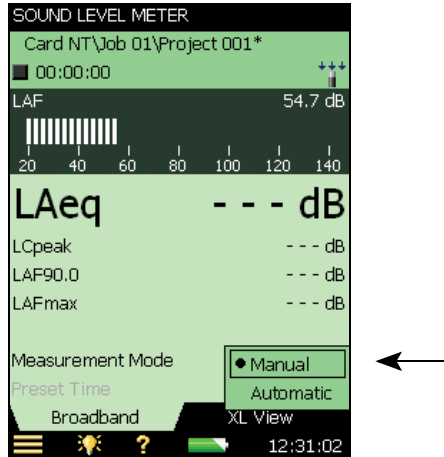 SOUND LEVEL METER
Card NT\Job 01\Project 001*
00:00:00
LAF 54.7 dB
20 40 60 80 100 120 140
LAeq - - - dB
LCpeak - - - dB
LAF90.0 - - - dB
LAFmax - - - dB
Measurement Mode Manual
Preset Time Automatic
Broadband XL View
? 12:31:02